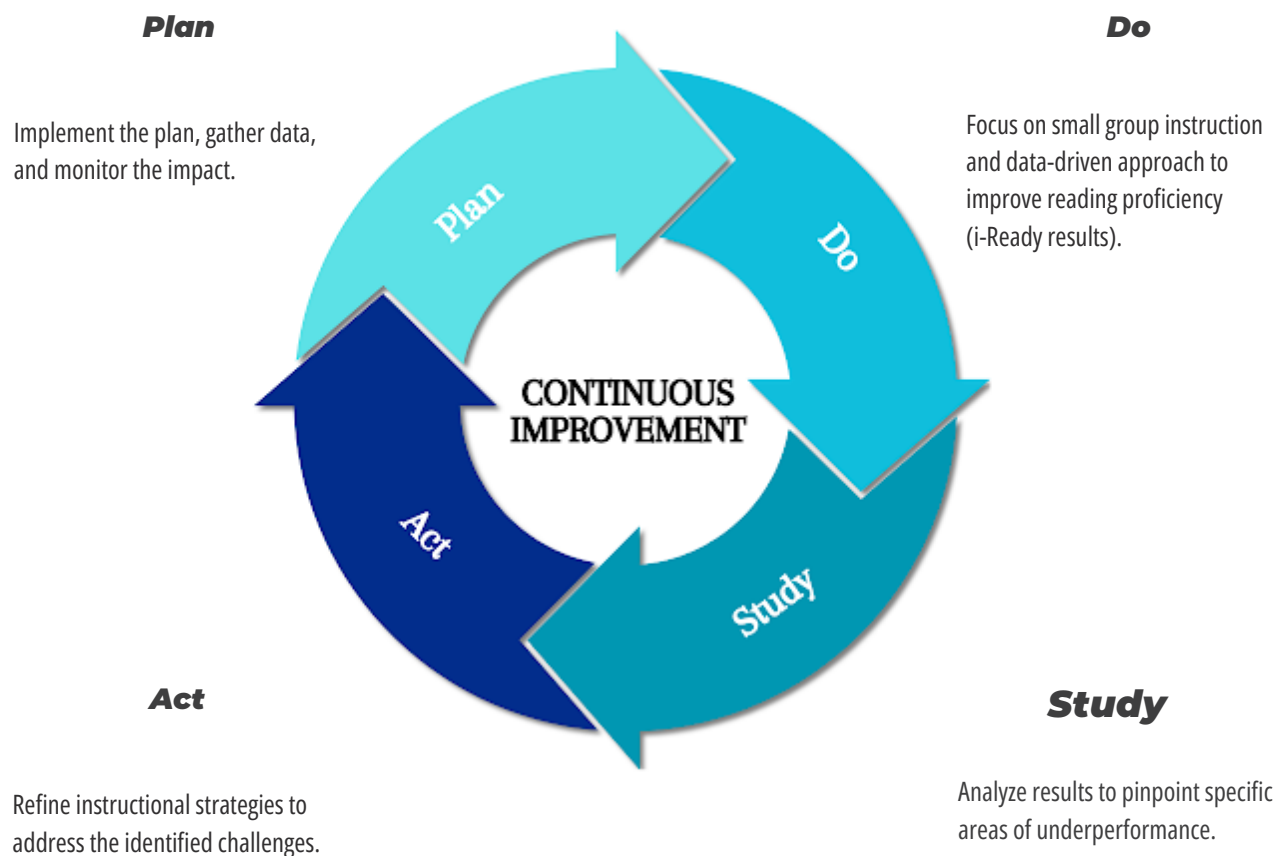 Plan
Implement the plan, gather data,
and monitor the impact.
Do
Focus on small group instruction
and data-driven approach to
improve reading proficiency
(i-Ready results).
Plan
Do
CONTINUOUS
IMPROVEMENT
Act
Study
Act
Refine instructional strategies to
address the identified challenges.
Study
Analyze results to pinpoint specific
areas of underperformance.